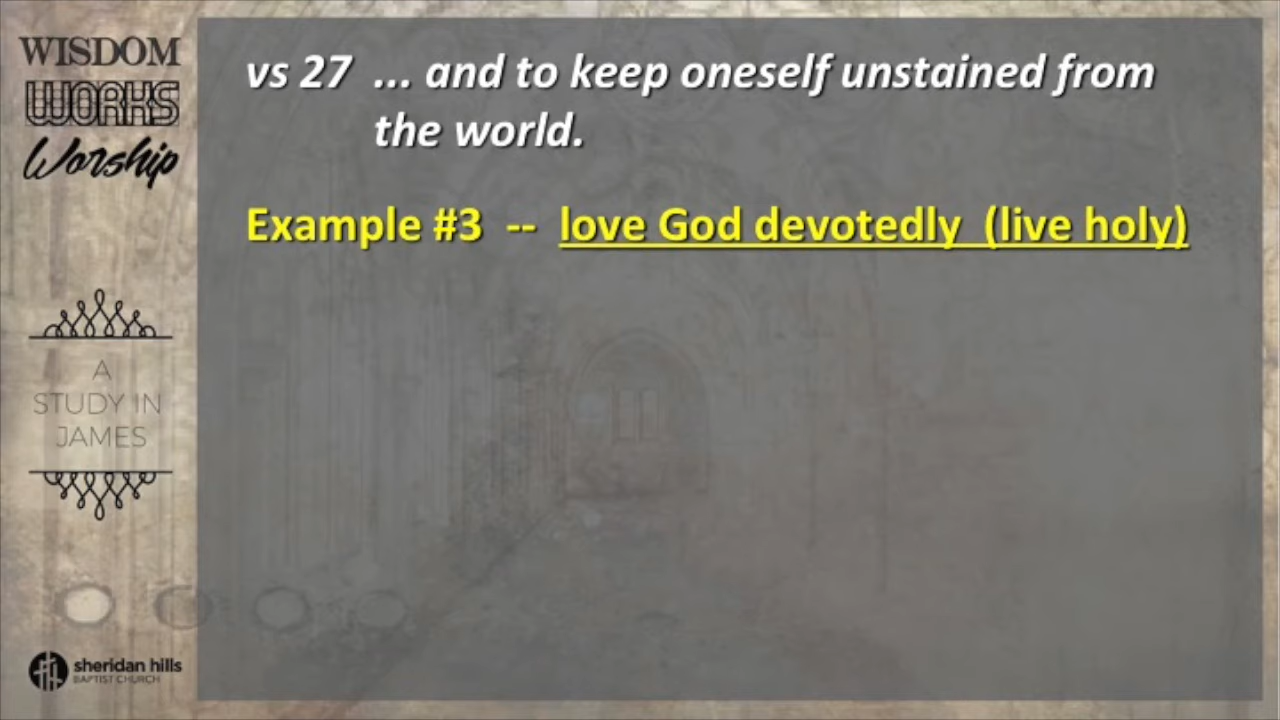 WISDOM
WORKS
Worship
A
STUDY IN
JAMES
sheridan hills
BAPTIST CHURCH
vs 27 ... and to keep oneself unstained from
the world.
Example #3 -- love God devotedly (live holy)